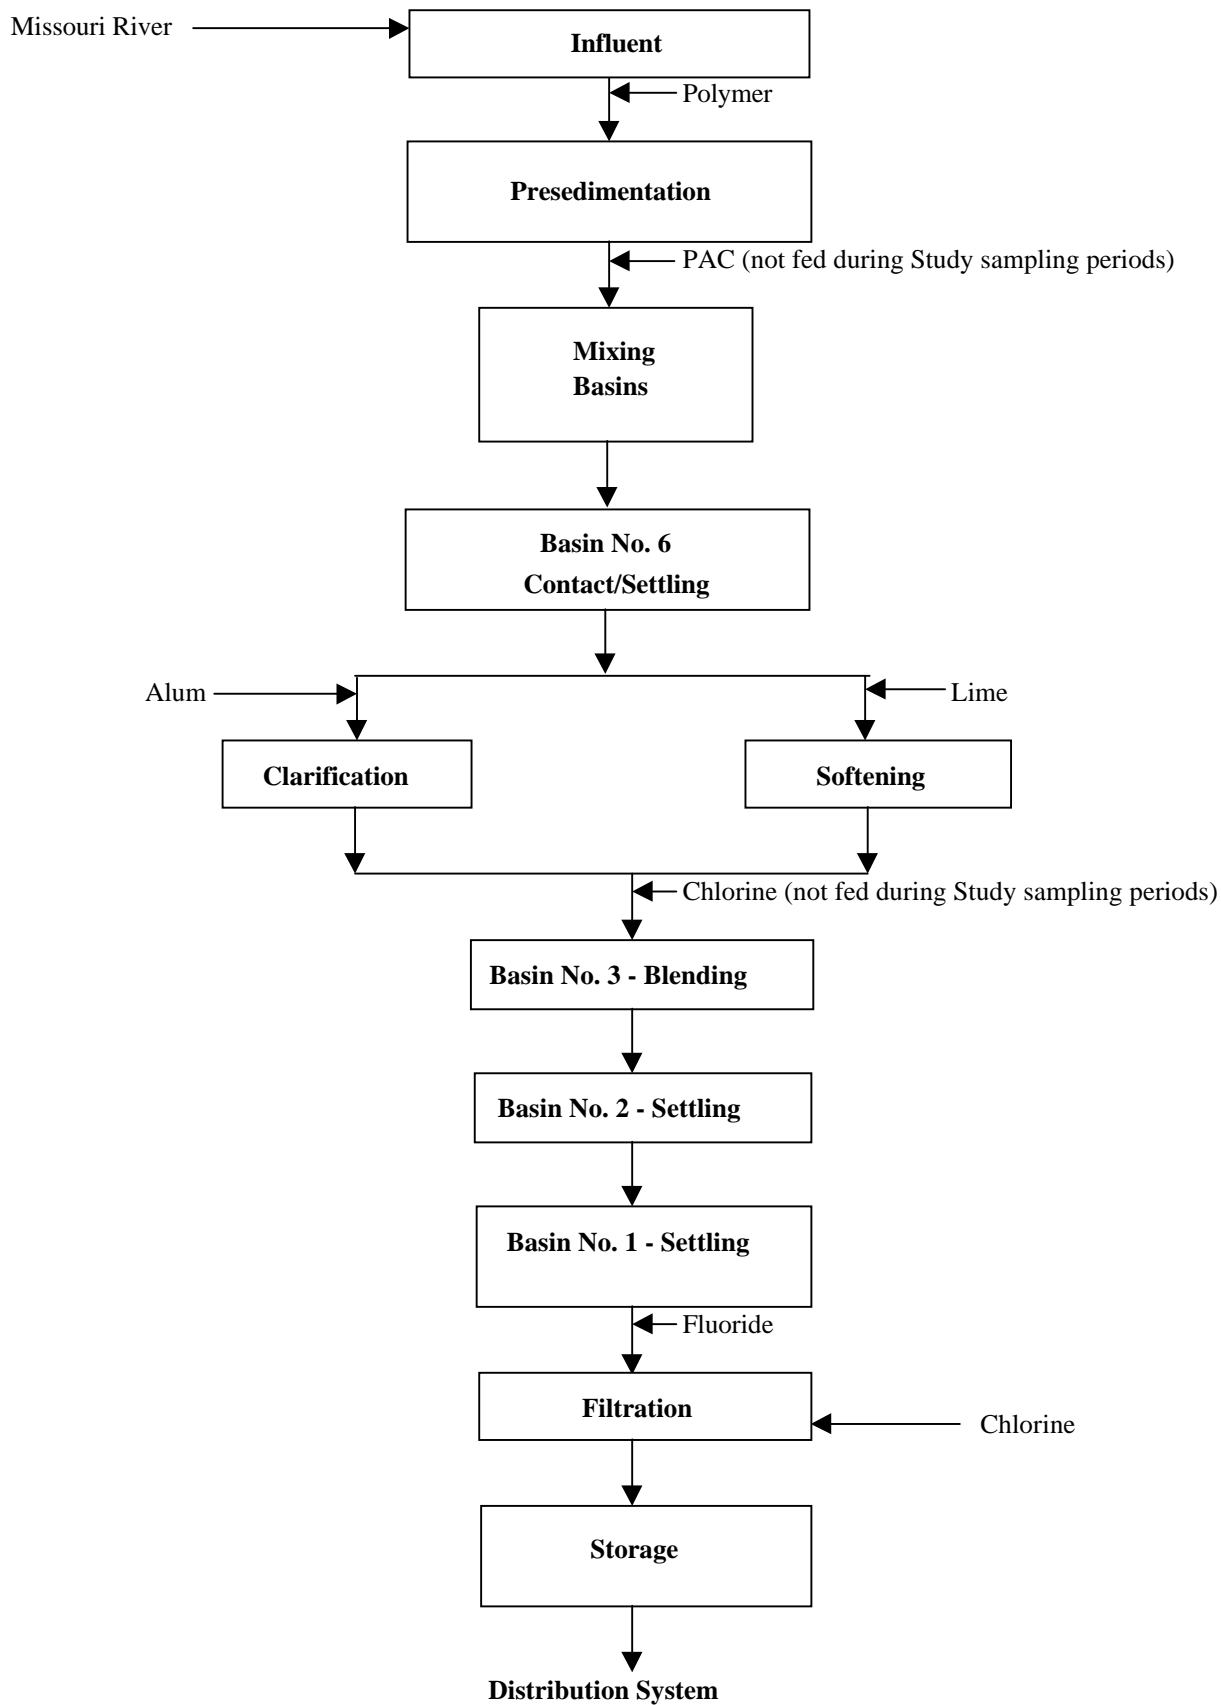 Missouri River
Influent
Polymer
Presedimentation
PAC (not fed during Study sampling periods)
Mixing
Basins
Basin No. 6
Contact/Settling
Alum
Lime
Clarification
Softening
Chlorine (not fed during Study sampling periods)
Basin No. 3 - Blending
Basin No. 2 - Settling
Basin No. 1 - Settling
Fluoride
Filtration
Chlorine
Storage
Distribution System